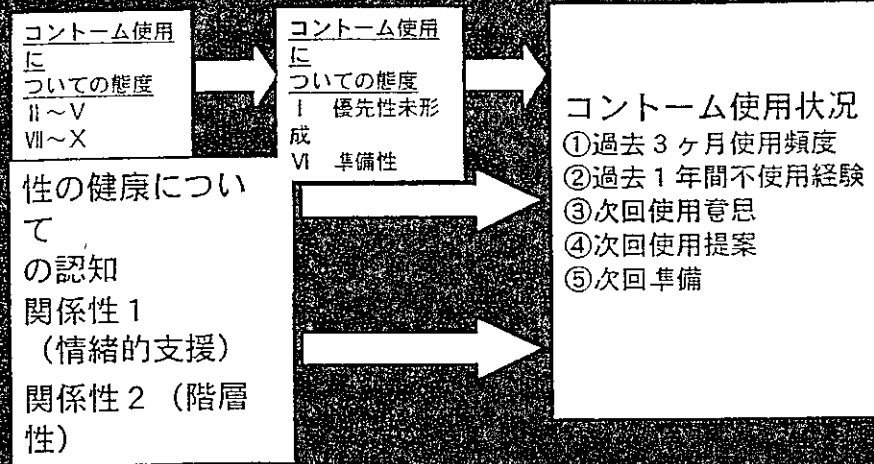 コントーム使用
に
ついての態度
Ⅱ～Ⅴ
Ⅶ～Ⅹ
コントーム使用
に
ついての態度
Ⅰ　優先性未形
成
Ⅵ　準備性
性の健康につい
て
の認知
関係性１
（情緒的支援）
関係性２（階層
性）
コントーム使用状況
①過去３ヶ月使用頻度
②過去１年間不使用経験
③次回使用意思
④次回使用提案
⑤次回準備